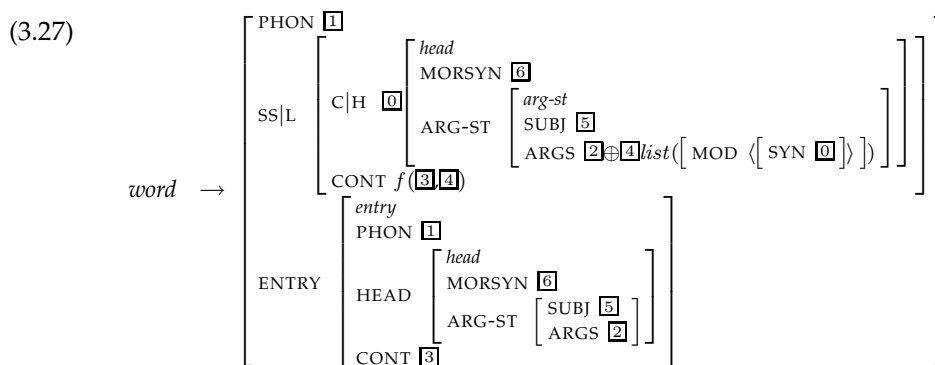 (3.27)
PHON 1
head
MORSYN 6
C|H 0
arg-st
SS|L
ARG-ST
SUBJ 5
ARGS 2⊕4list([ MOD ⟨[ SYN 0 ]⟩ ])
CONT f(3,4)
word →
entry
PHON 1
head
MORSYN 6
ENTRY
HEAD
SUBJ 5
ARG-ST
ARGS 2
CONT 3